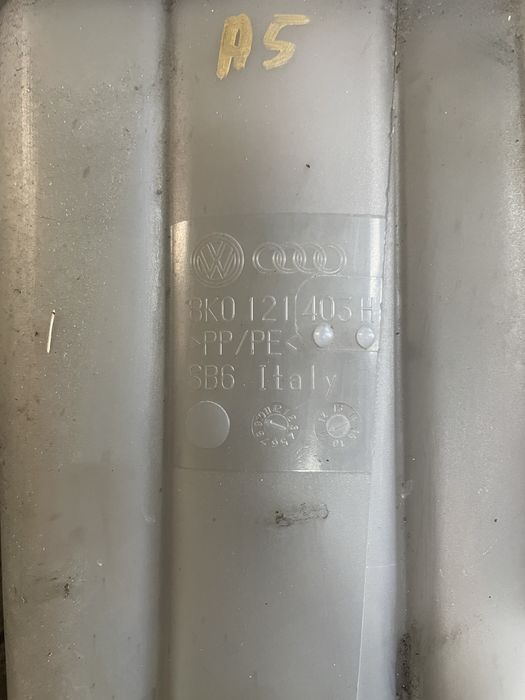 A5
8K0 121 403 H
>PP/PE<
SB6 Italy